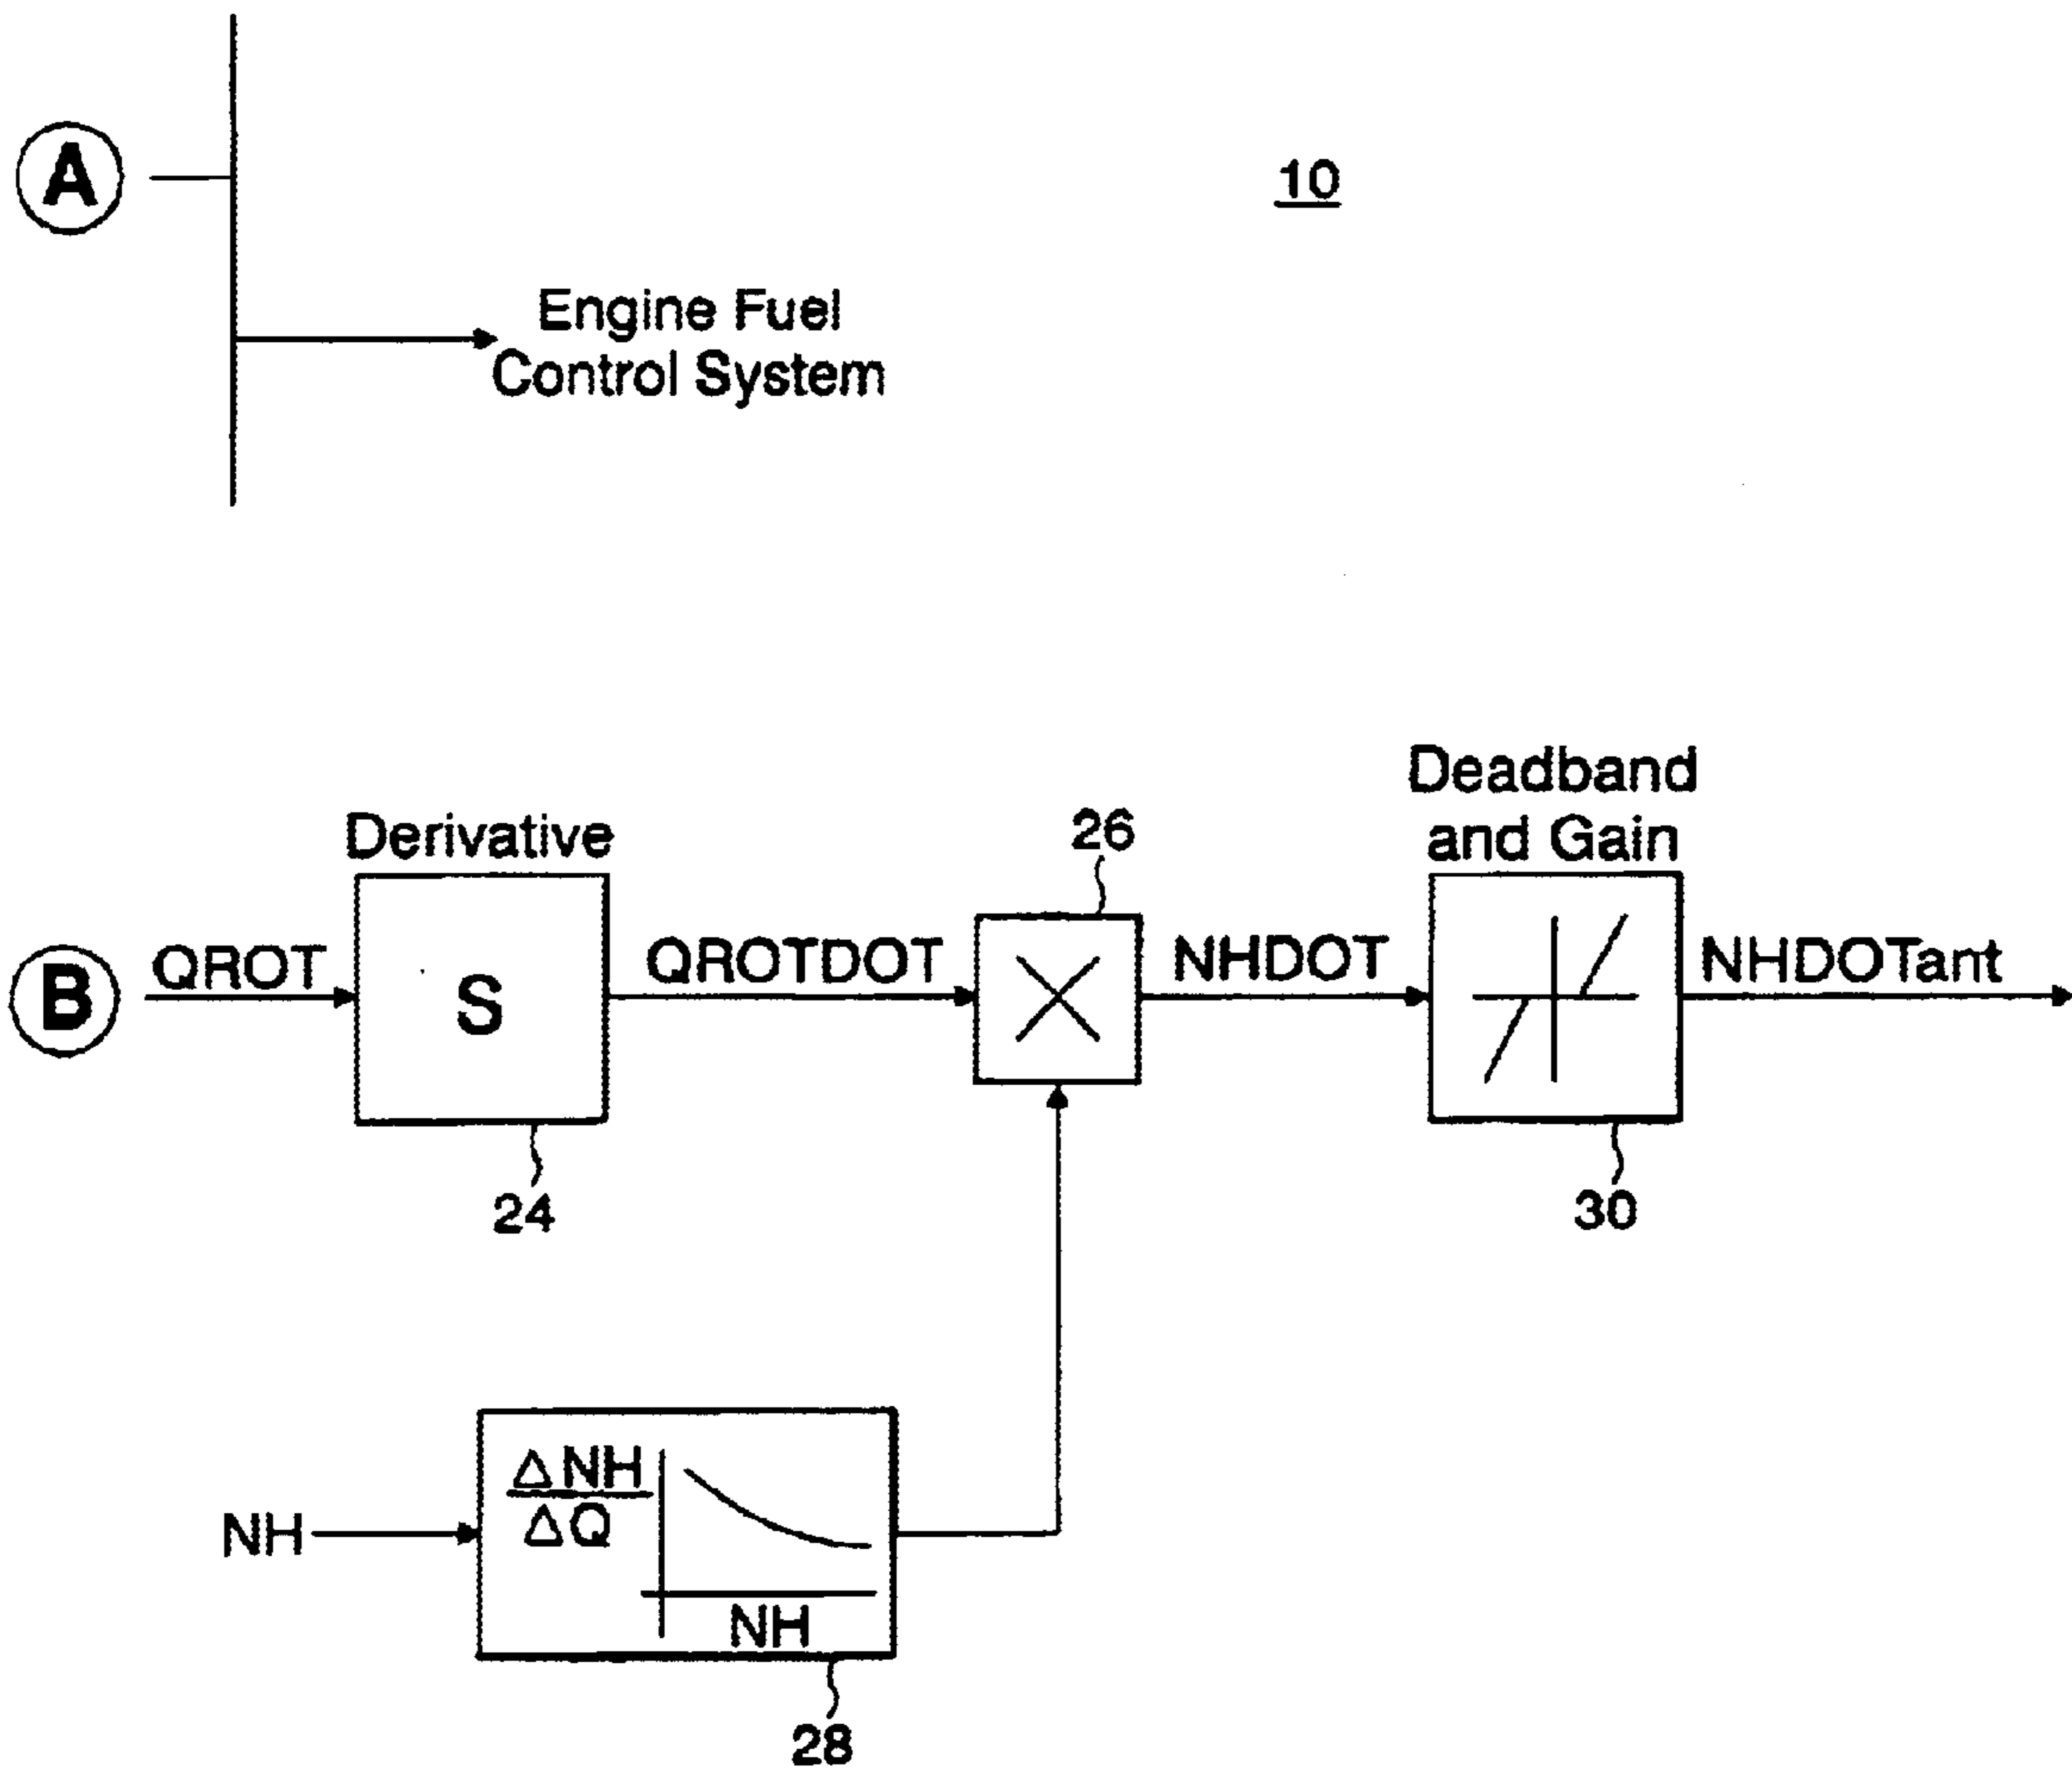 A
10
Engine Fuel
Control System
Deadband
and Gain
Derivative
26
B
QROT
S
QROTDOT
NHDOT
NHDOTant
24
30
NH
ΔNH
ΔQ
NH
28